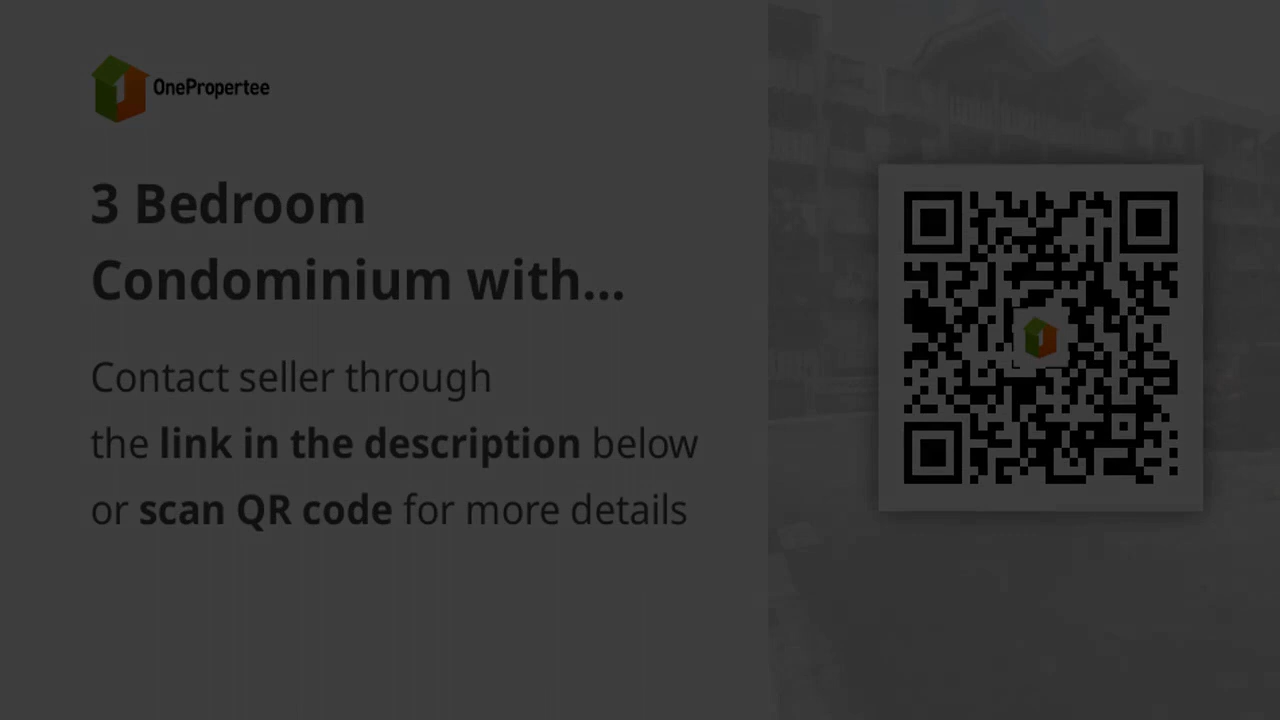 OnePropertee
3 Bedroom
Condominium with...
Contact seller through
the link in the description below
or scan QR code for more details